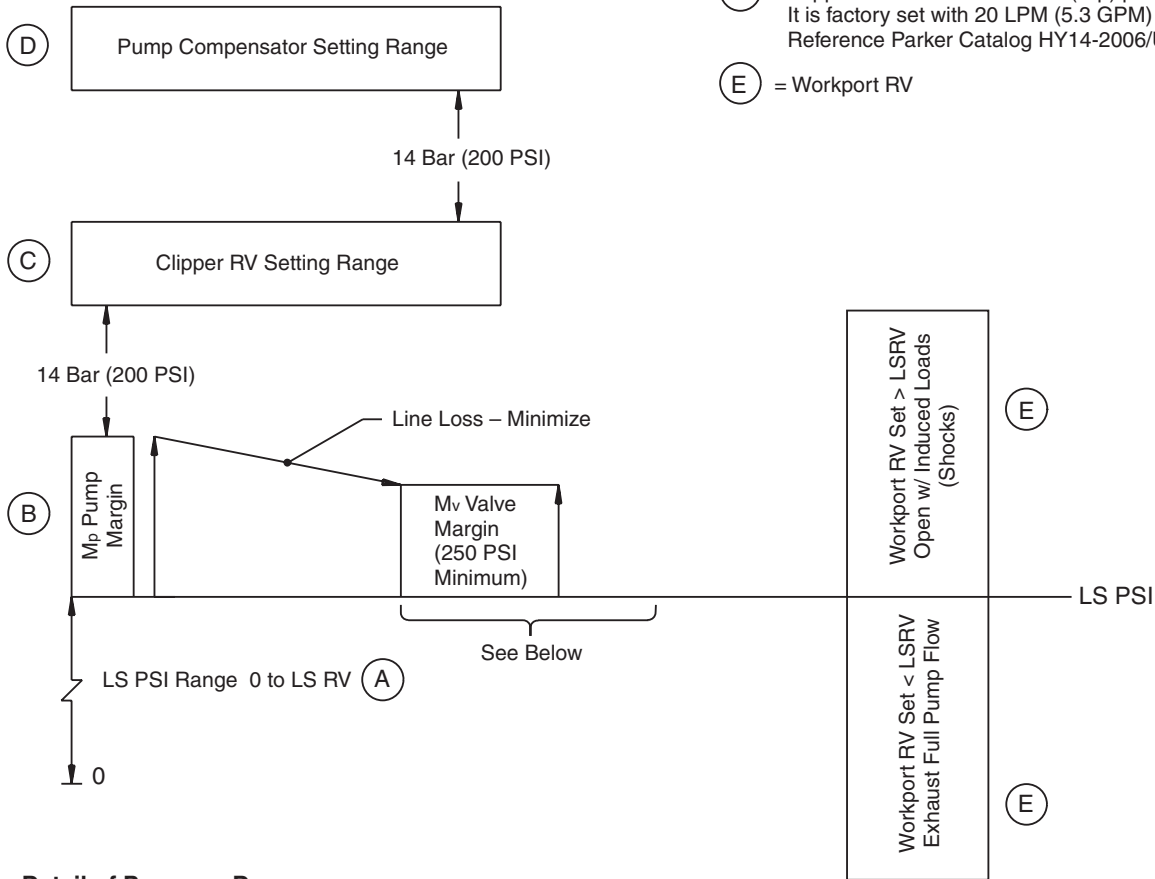 It is factory set with 20 LPM (5.3 GPM)
Reference Parker Catalog HY14-2006/
E = Workport RV
D Pump Compensator Setting Range
14 Bar (200 PSI)
C Clipper RV Setting Range
14 Bar (200 PSI)
Line Loss – Minimize
B
Mp Pump
Margin
Mv Valve
Margin
(250 PSI
Minimum)
Workport RV Set > LSRV
Open w/ Induced Loads
(Shocks)
E
LS PSI
See Below
LS PSI Range 0 to LS RV A
0
Workport RV Set < LSRV
Exhaust Full Pump Flow
E